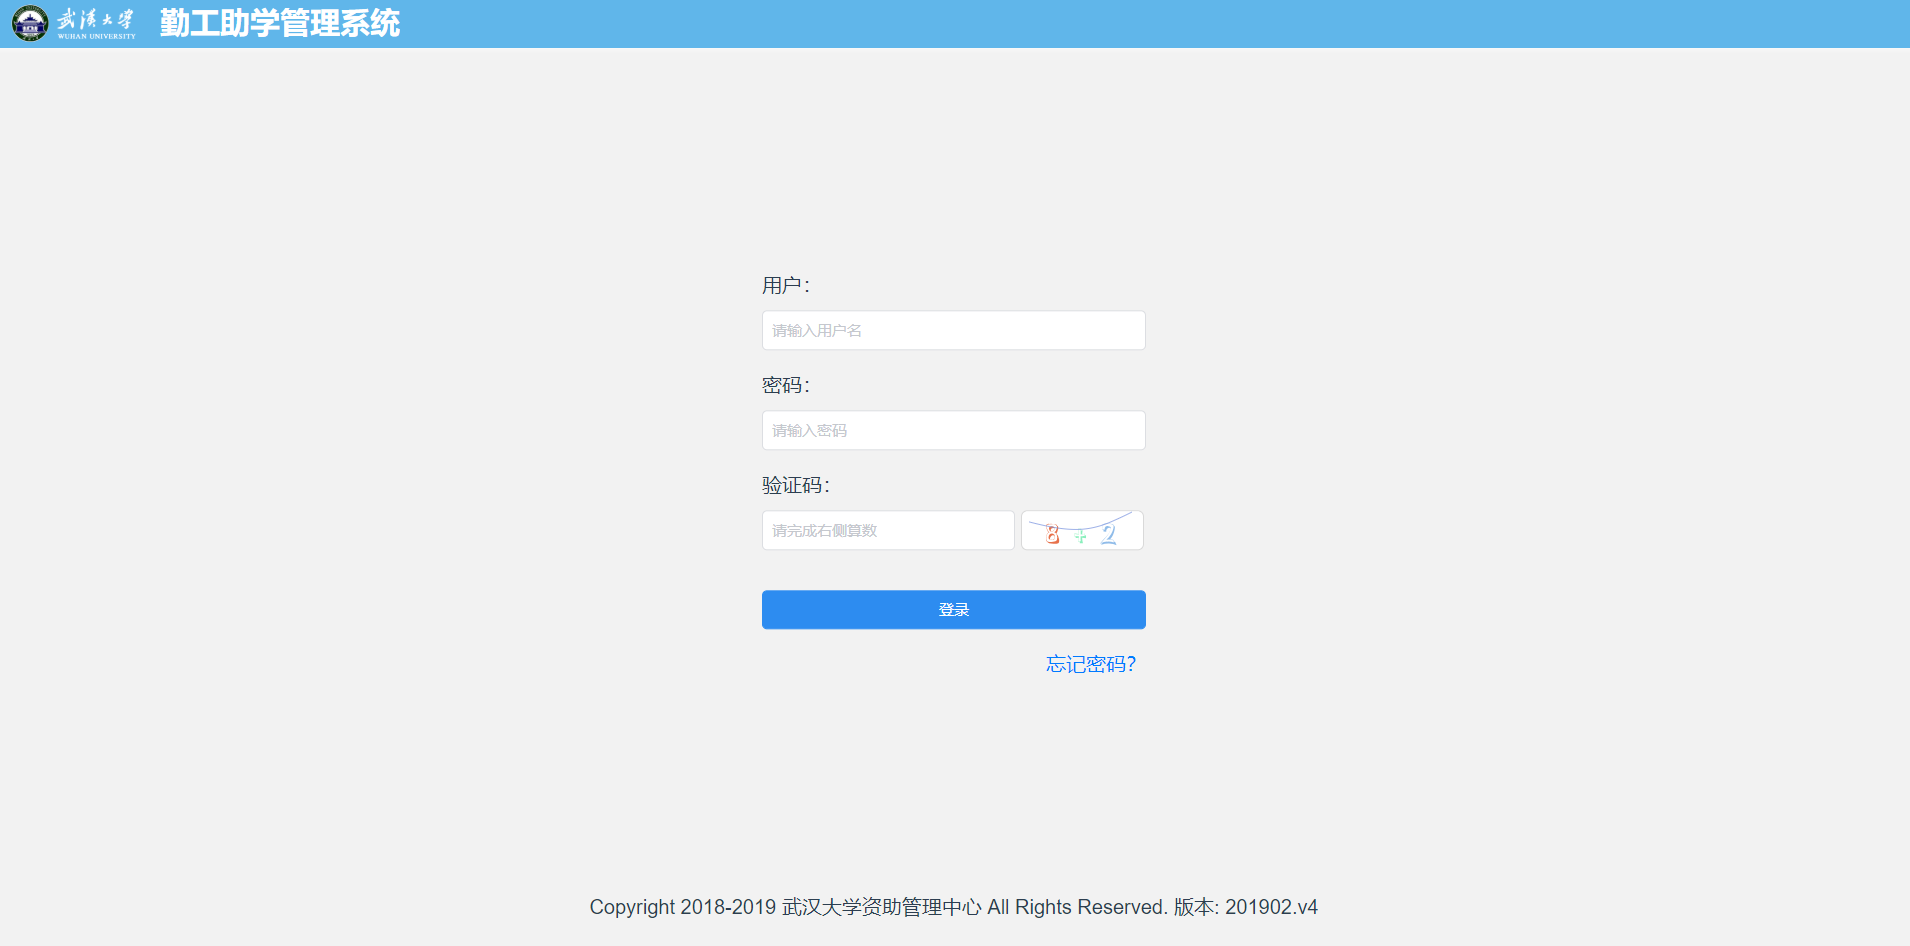 武汉大学
WUHAN UNIVERSITY
勤工助学管理系统
用户：
请输入用户名
密码：
请输入密码
验证码：
请完成右侧算数
8 + 2
登录
忘记密码?
Copyright 2018-2019 武汉大学资助管理中心 All Rights Reserved. 版本: 201902.v4